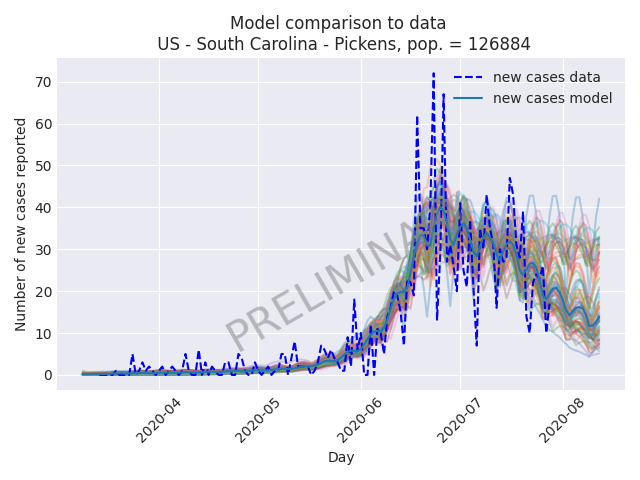 Model comparison to data
US - South Carolina - Pickens, pop. = 126884
70
60
50
40
30
20
10
0
Number of new cases reported
new cases data
new cases model
2020-04
2020-05
2020-06
2020-07
2020-08
Day